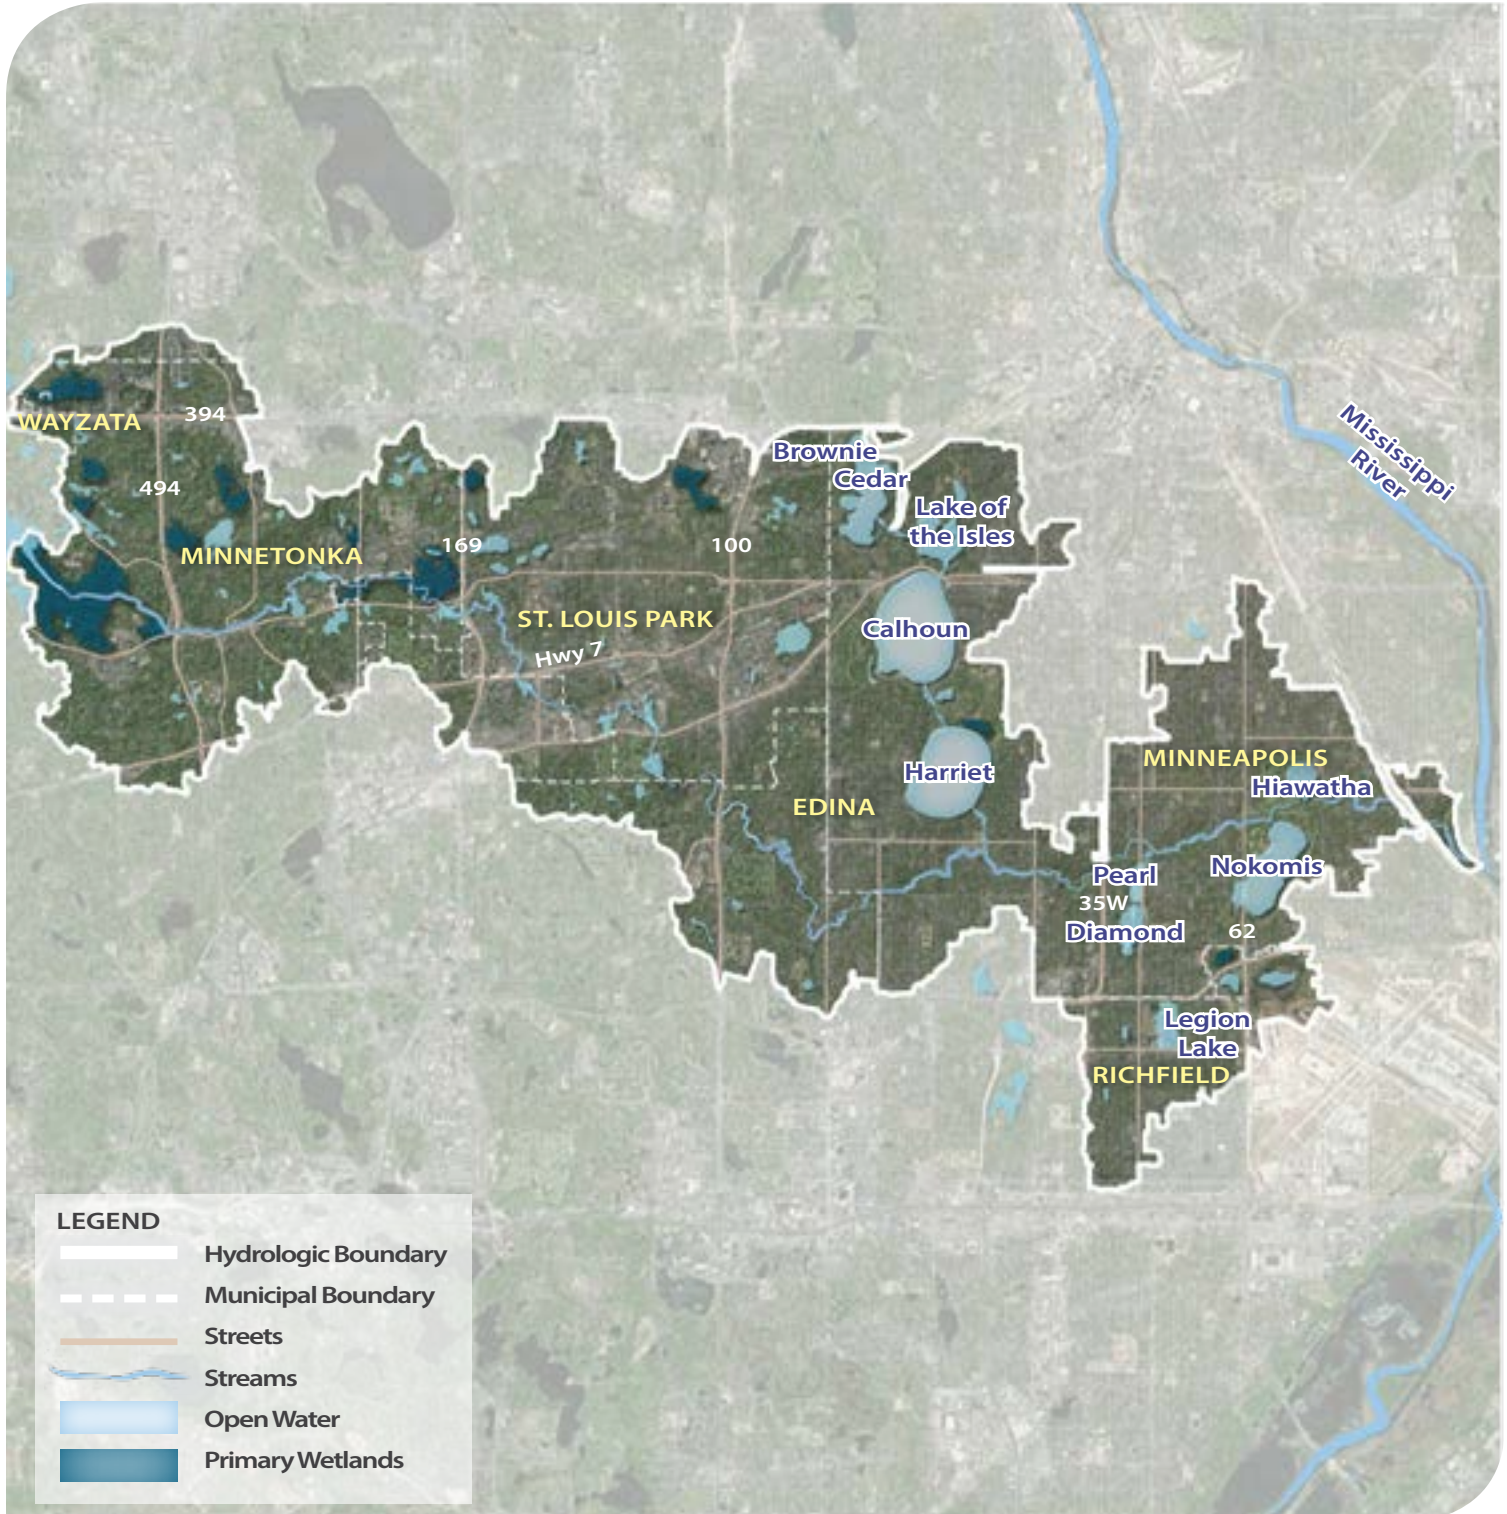 Mississippi
River
WAYZATA
394
494
MINNETONKA
169
100
Brownie
Cedar
Lake of
the Isles
ST. LOUIS PARK
Hwy 7
Calhoun
Harriet
EDINA
MINNEAPOLIS
Hiawatha
Nokomis
Pearl
35W
Diamond
62
Legion
Lake
RICHFIELD
LEGEND
Hydrologic Boundary
Municipal Boundary
Streets
Streams
Open Water
Primary Wetlands